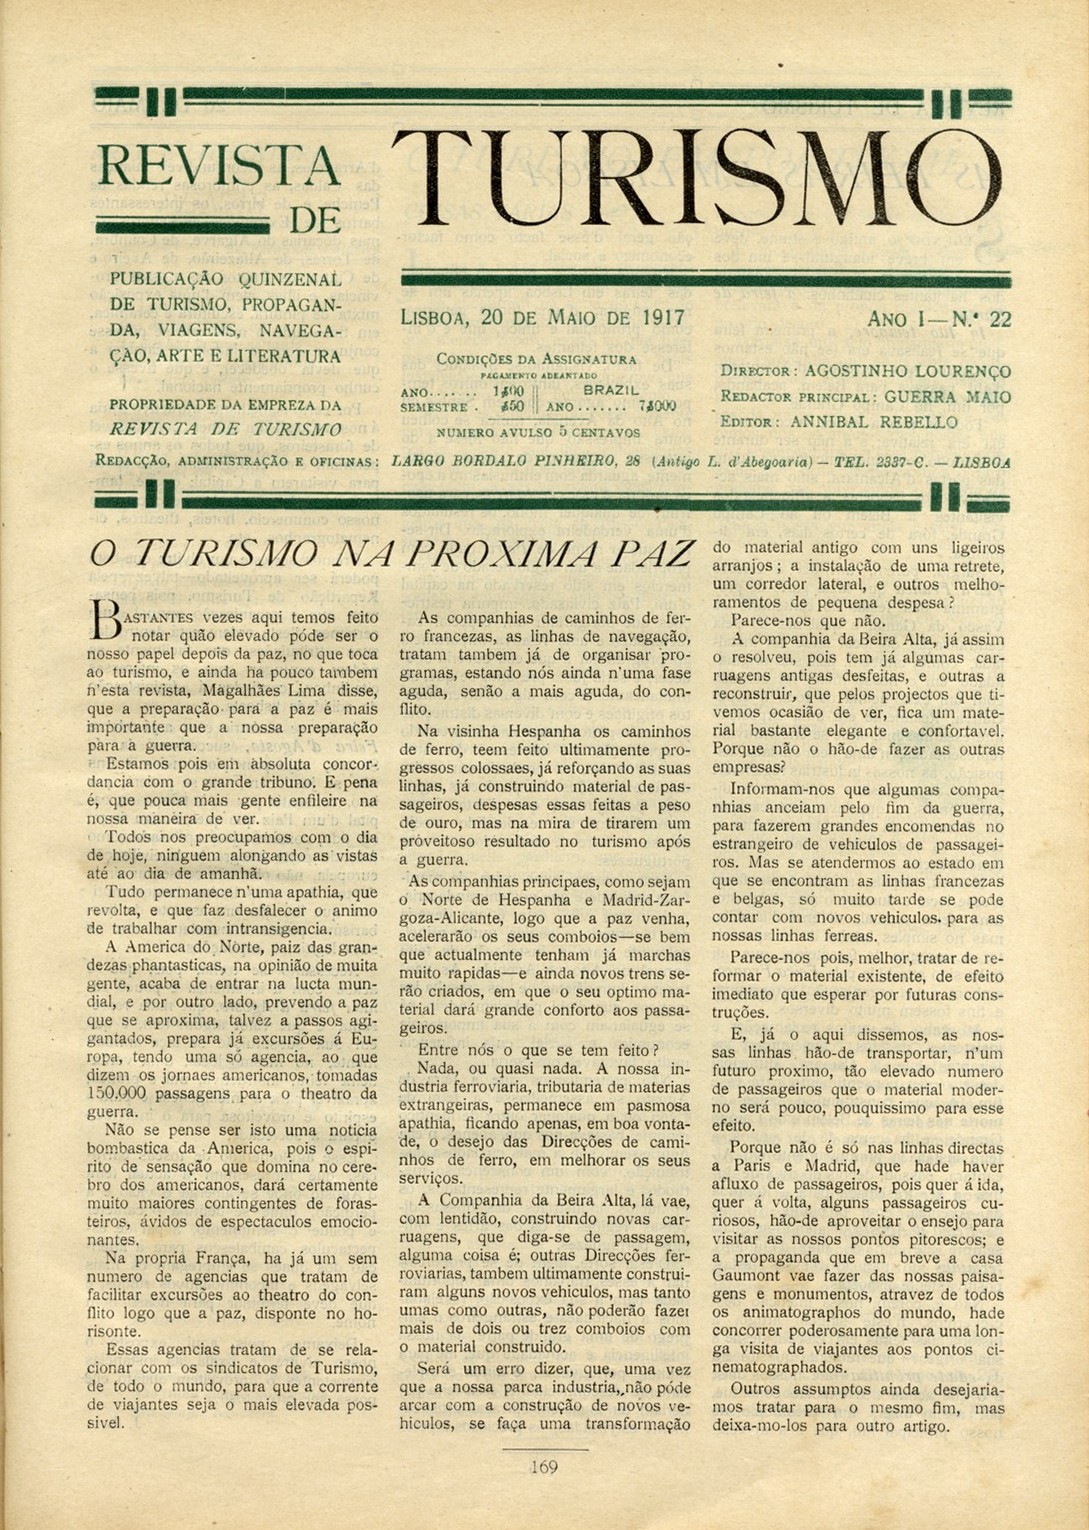 REVISTA
DE
TURISMO
PUBLICAÇÃO QUINZENAL
DE TURISMO, PROPAGAN-
DA, VIAGENS, NAVEGA-
ÇÃO, ARTE E LITERATURA
PROPRIEDADE DA EMPREZA DA
REVISTA DE TURISMO
LISBOA, 20 DE MAIO DE 1917
ANO I—N.º 22
CONDIÇÕES DA ASSIGNATURA
PAGAMENTO ADEANTADO
ANO....... 1$00 || BRAZIL
SEMESTRE . $50 || ANO....... 7$000
NUMERO AVULSO 5 CENTAVOS
DIRECTOR: AGOSTINHO LOURENÇO
REDACTOR PRINCIPAL: GUERRA MAIO
EDITOR: ANNIBAL REBELLO
REDACÇÃO, ADMINISTRAÇÃO E OFICINAS: LARGO BORDALO PINHEIRO, 28 (Antigo L. d'Abegoaria) — TEL. 2337-C. — LISBOA
O TURISMO NA PROXIMA PAZ
BASTANTES vezes aqui temos feito
notar quão elevado póde ser o
nosso papel depois da paz, no que toca
ao turismo, e ainda ha pouco tambem
n'esta revista, Magalhães Lima disse,
que a preparação para a paz é mais
importante que a nossa preparação
para a guerra.
Estamos pois em absoluta concor-
dancia com o grande tribuno. E pena
é, que pouca mais gente enfileire na
nossa maneira de ver.
Todos nos preocupamos com o dia
de hoje, ninguem alongando as vistas
até ao dia de amanhã.
Tudo permanece n'uma apathia, que
revolta, e que faz desfalecer o animo
de trabalhar com intransigencia.
A America do Norte, paiz das gran-
dezas phantasticas, na opinião de muita
gente, acaba de entrar na lucta mun-
dial, e por outro lado, prevendo a paz
que se aproxima, talvez a passos agi-
gantados, prepara já excursões á Eu-
ropa, tendo uma só agencia, ao que
dizem os jornaes americanos, tomadas
150.000 passagens para o theatro da
guerra.
Não se pense ser isto uma noticia
bombastica da America, pois o espi-
rito de sensação que domina no cere-
bro dos americanos, dará certamente
muito maiores contingentes de foras-
teiros, ávidos de espectaculos emocio-
nantes.
Na propria França, ha já um sem
numero de agencias que tratam de
facilitar excursões ao theatro do con-
flito logo que a paz, disponte no ho-
risonte.
Essas agencias tratam de se rela-
cionar com os sindicatos de Turismo,
de todo o mundo, para que a corrente
de viajantes seja o mais elevada pos-
sivel.
As companhias de caminhos de fer-
ro francezas, as linhas de navegação,
tratam tambem já de organisar pro-
gramas, estando nós ainda n'uma fase
aguda, senão a mais aguda, do con-
flito.
Na visinha Hespanha os caminhos
de ferro, teem feito ultimamente pro-
gressos colossaes, já reforçando as suas
linhas, já construindo material de pas-
sageiros, despesas essas feitas a peso
de ouro, mas na mira de tirarem um
próveitoso resultado no turismo após
a guerra.
As companhias principaes, como sejam
o Norte de Hespanha e Madrid-Zar-
goza-Alicante, logo que a paz venha,
acelerarão os seus comboios—se bem
que actualmente tenham já marchas
muito rapidas—e ainda novos trens se-
rão criados, em que o seu optimo ma-
terial dará grande conforto aos passa-
geiros.
Entre nós o que se tem feito?
Nada, ou quasi nada. A nossa in-
dustria ferroviaria, tributaria de materias
extrangeiras, permanece em pasmosa
apathia, ficando apenas, em boa vonta-
de, o desejo das Direcções de cami-
nhos de ferro, em melhorar os seus
serviços.
A Companhia da Beira Alta, lá vae,
com lentidão, construindo novas car-
ruagens, que diga-se de passagem,
alguma coisa é; outras Direcções fer-
roviarias, tambem ultimamente construi-
ram alguns novos vehiculos, mas tanto
umas como outras, não poderão fazer
mais de dois ou trez comboios com
o material construido.
Será um erro dizer, que, uma vez
que a nossa parca industria, não póde
arcar com a construção de novos ve-
hiculos, se faça uma transformação
do material antigo com uns ligeiros
arranjos; a instalação de uma retrete,
um corredor lateral, e outros melho-
ramentos de pequena despesa?
Parece-nos que não.
A companhia da Beira Alta, já assim
o resolveu, pois tem já algumas car-
ruagens antigas desfeitas, e outras a
reconstruir, que pelos projectos que ti-
vemos ocasião de ver, fica um mate-
rial bastante elegante e confortavel.
Porque não o hão-de fazer as outras
empresas?
Informam-nos que algumas compa-
nhias anceiam pelo fim da guerra,
para fazerem grandes encomendas no
estrangeiro de vehiculos de passagei-
ros. Mas se atendermos ao estado em
que se encontram as linhas francezas
e belgas, só muito tarde se pode
contar com novos vehiculos. para as
nossas linhas ferreas.
Parece-nos pois, melhor, tratar de re-
formar o material existente, de efeito
imediato que esperar por futuras cons-
truções.
E, já o aqui dissemos, as nos-
sas linhas hão-de transportar, n'um
futuro proximo, tão elevado numero
de passageiros que o material moder-
no será pouco, pouquissimo para esse
efeito.
Porque não é só nas linhas directas
a Paris e Madrid, que hade haver
afluxo de passageiros, pois quer á ida,
quer á volta, alguns passageiros cu-
riosos, hão-de aproveitar o ensejo para
visitar as nossos pontos pitorescos; e
a propaganda que em breve a casa
Gaumont vae fazer das nossas paisa-
gens e monumentos, atravez de todos
os animatographos do mundo, hade
concorrer poderosamente para uma lon-
ga visita de viajantes aos pontos ci-
nematographados.
Outros assumptos ainda desejaria-
mos tratar para o mesmo fim, mas
deixa-mo-los para outro artigo.
169